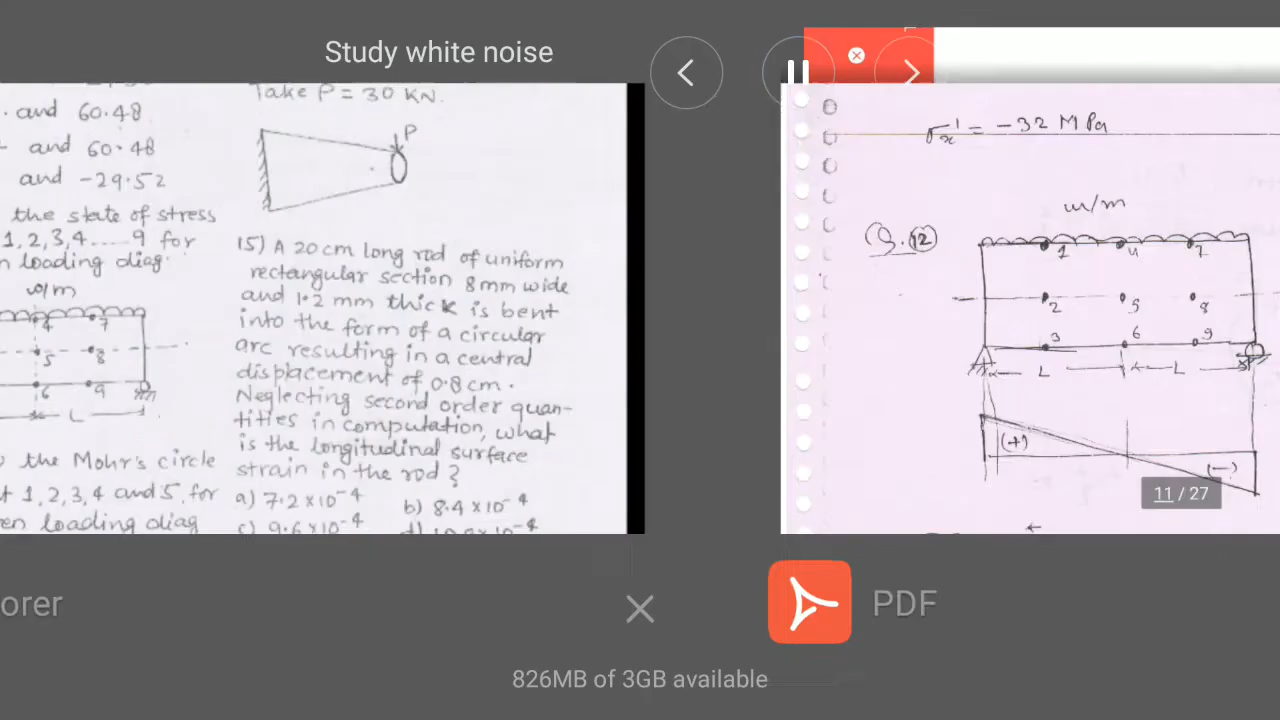 Study white noise
. and 60.48
and 60.48
and -29.52
the state of stress
1,2,3,4.....9 for
n loading diag.
w/m
4 7
5 8
6 9
L
the Mohr's circle
t 1,2,3,4 and 5, for
en loading diag
Take P = 30 KN.
P
15) A 20 cm long rod of uniform
rectangular section 8mm wide
and 1.2 mm thick is bent
into the form of a circular
arc resulting in a central
displacement of 0.8 cm.
Neglecting second order quan-
tities in computation, what
is the longitudinal surface
strain in the rod?
a) 7.2 x 10⁻⁴ b) 8.4 x 10⁻⁴
c) 9.6 x 10⁻⁴
σx' = -32 MPa
w/m
Q.12
1 4 7
2 5 8
3 6 9
L L
(+)
(-)
11 / 27
orer
PDF
826MB of 3GB available